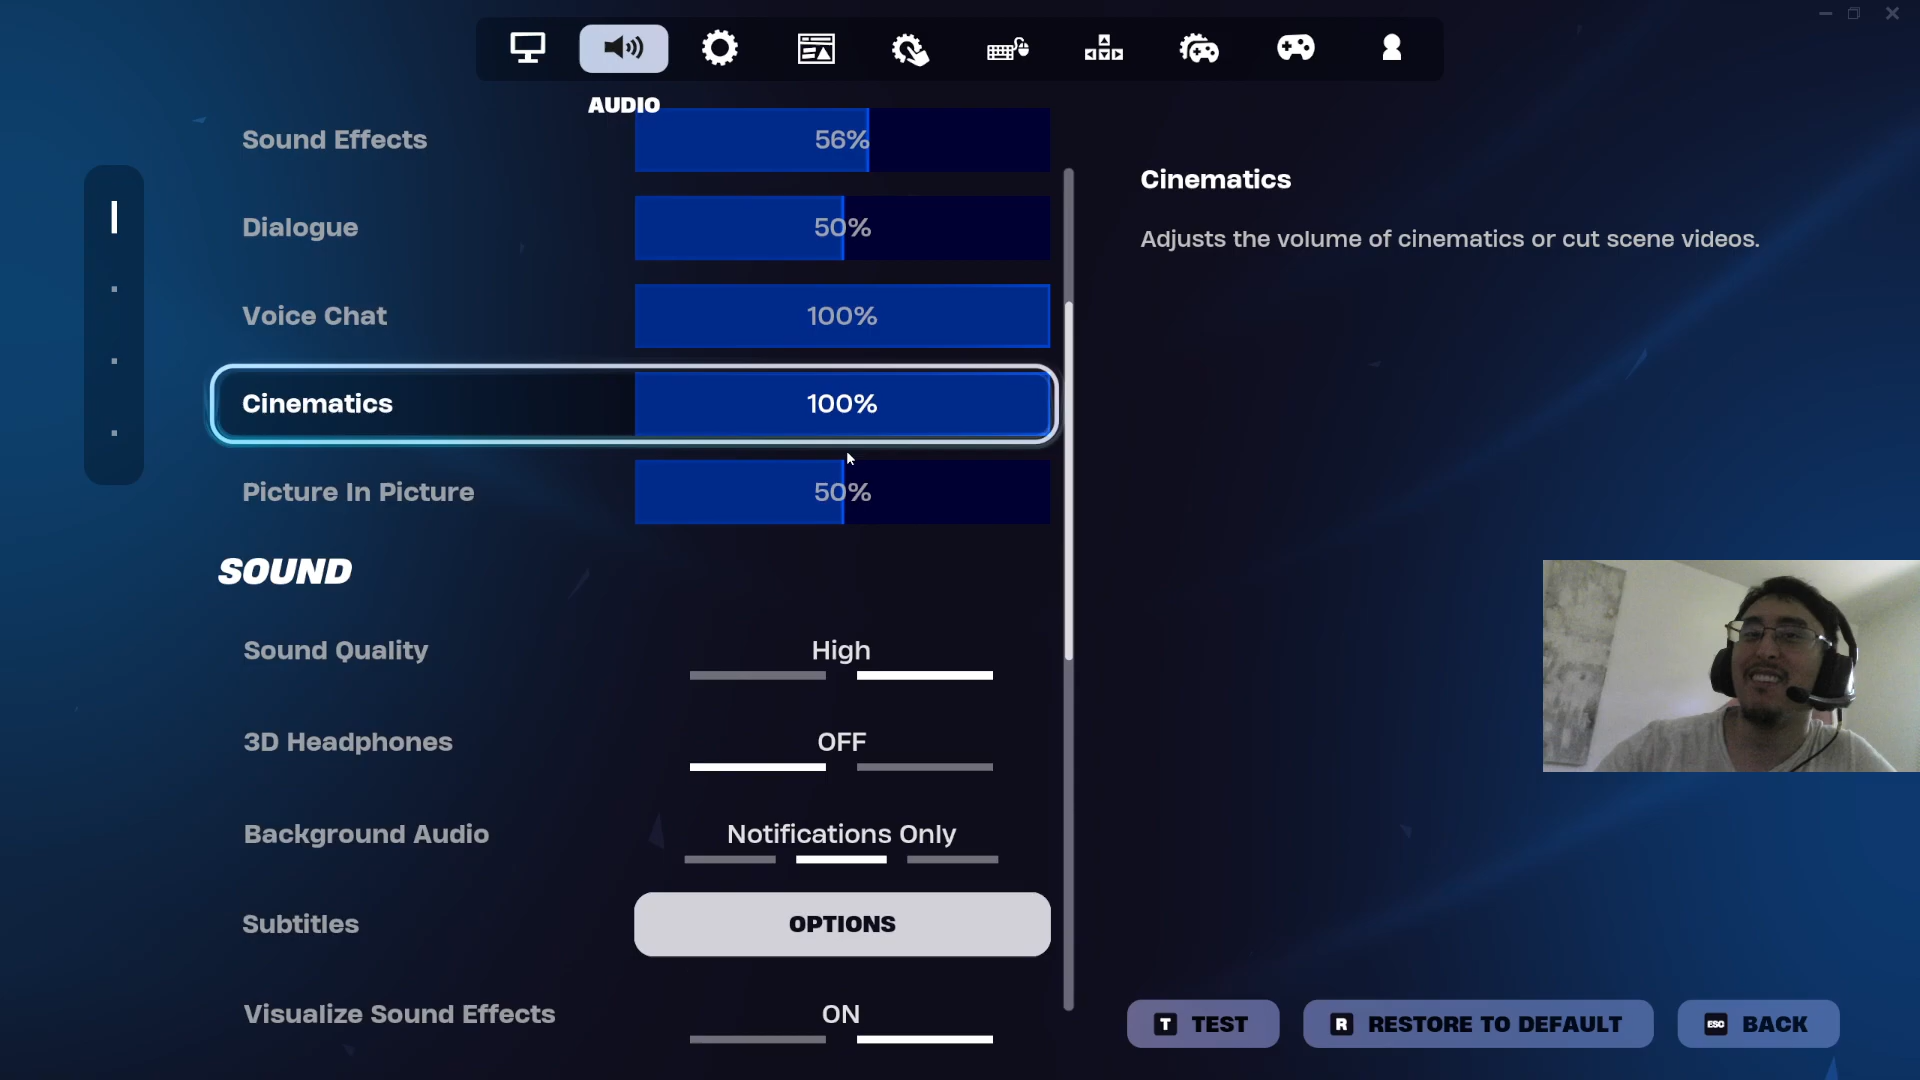 AUDIO
Sound Effects 56%
Dialogue 50%
Voice Chat 100%
Cinematics 100%
Picture In Picture 50%
SOUND
Sound Quality High
3D Headphones OFF
Background Audio Notifications Only
Subtitles OPTIONS
Visualize Sound Effects ON
Cinematics
Adjusts the volume of cinematics or cut scene videos.
T TEST
R RESTORE TO DEFAULT
ESC BACK